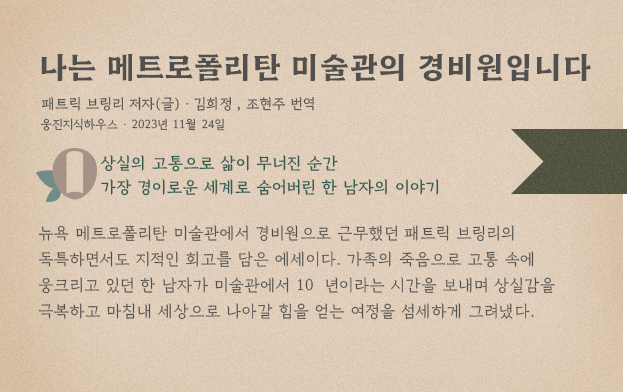 나는 메트로폴리탄 미술관의 경비원입니다
패트릭 브링리 저자(글) · 김희정 , 조현주 번역
웅진지식하우스 · 2023년 11월 24일
상실의 고통으로 삶이 무너진 순간
가장 경이로운 세계로 숨어버린 한 남자의 이야기
뉴욕 메트로폴리탄 미술관에서 경비원으로 근무했던 패트릭 브링리의
독특하면서도 지적인 회고를 담은 에세이다. 가족의 죽음으로 고통 속에
웅크리고 있던 한 남자가 미술관에서 10 년이라는 시간을 보내며 상실감을
극복하고 마침내 세상으로 나아갈 힘을 얻는 여정을 섬세하게 그려냈다.